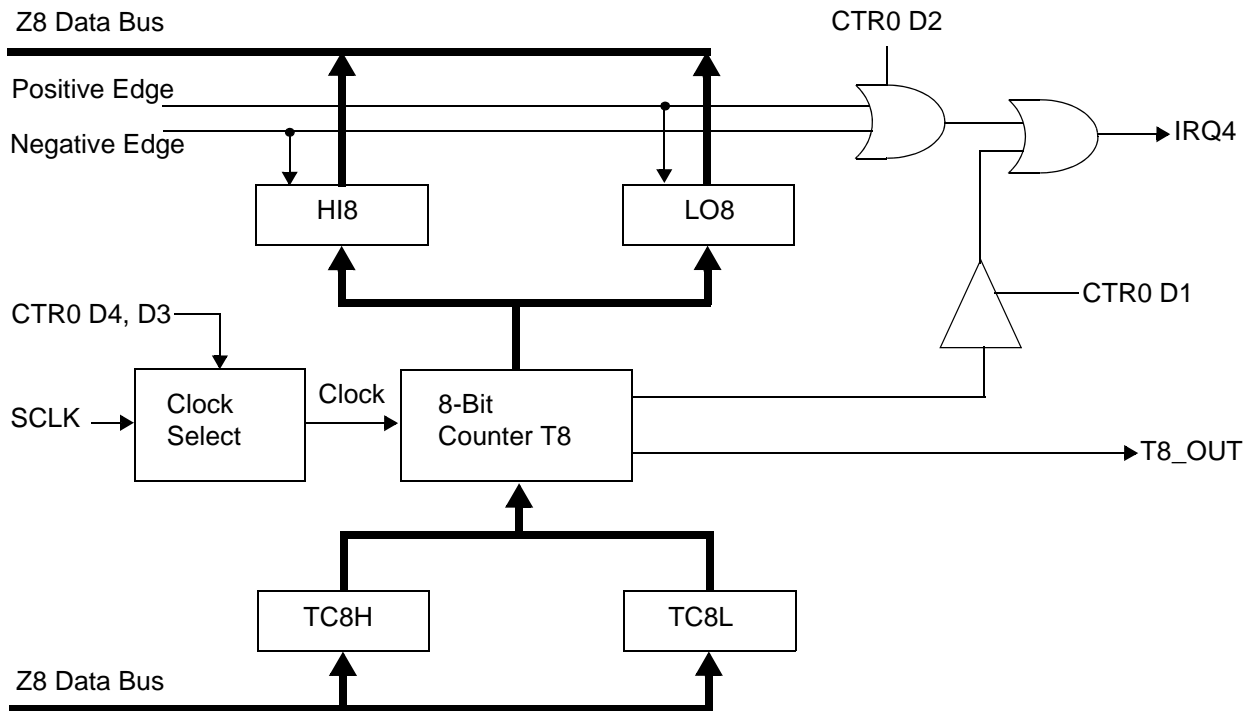 Z8 Data Bus
CTR0 D2
Positive Edge
Negative Edge
IRQ4
HI8
LO8
CTR0 D4, D3
CTR0 D1
SCLK
Clock
Select
Clock
8-Bit
Counter T8
T8_OUT
TC8H
TC8L
Z8 Data Bus